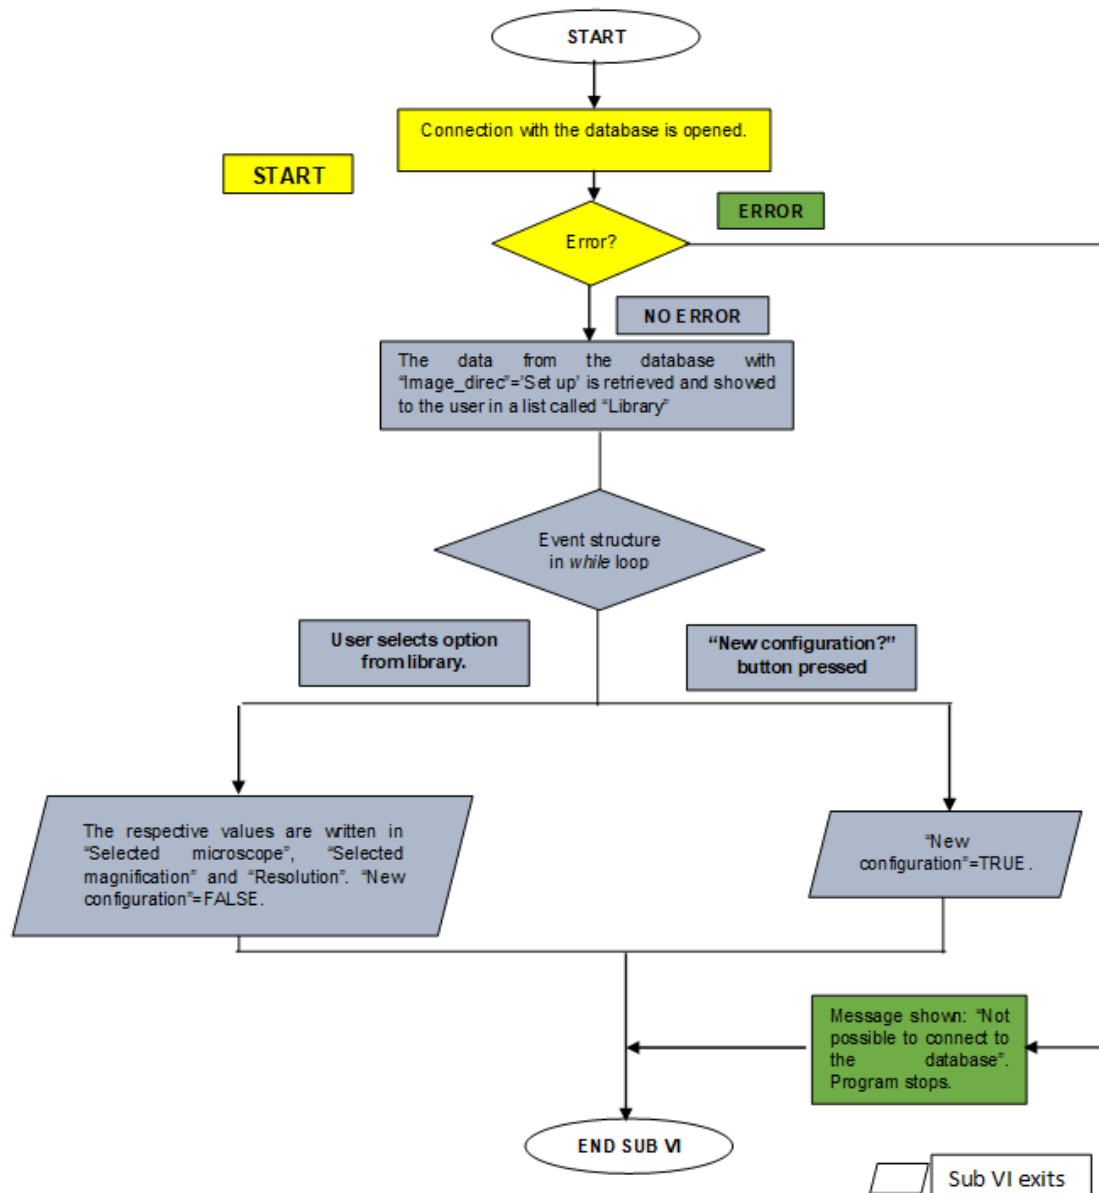 START
Connection with the database is opened.
START
ERROR
Error?
NO ERROR
The data from the database with
“Image_direc”=’Set up’ is retrieved and showed
to the user in a list called “Library”
Event structure
in while loop
User selects option
from library.
“New configuration?”
button pressed
The respective values are written in
“Selected microscope”, “Selected
magnification” and “Resolution”. “New
configuration”=FALSE.
“New
configuration”=TRUE.
Message shown: “Not
possible to connect to
the database”.
Program stops.
END SUB VI
Sub VI exits